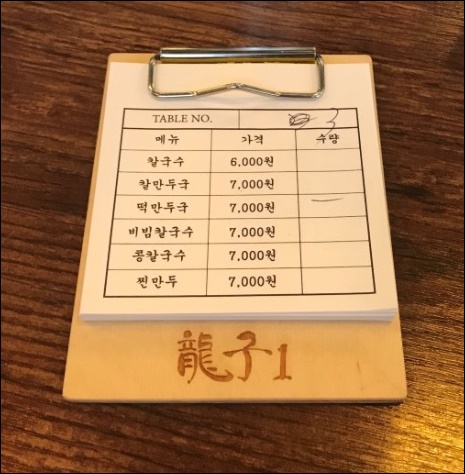 TABLE NO. 3
메뉴 가격 수량
칼국수 6,000원
칼만두국 7,000원
떡만두국 7,000원 一
비빔칼국수 7,000원
콩칼국수 7,000원
찐만두 7,000원
龍子1